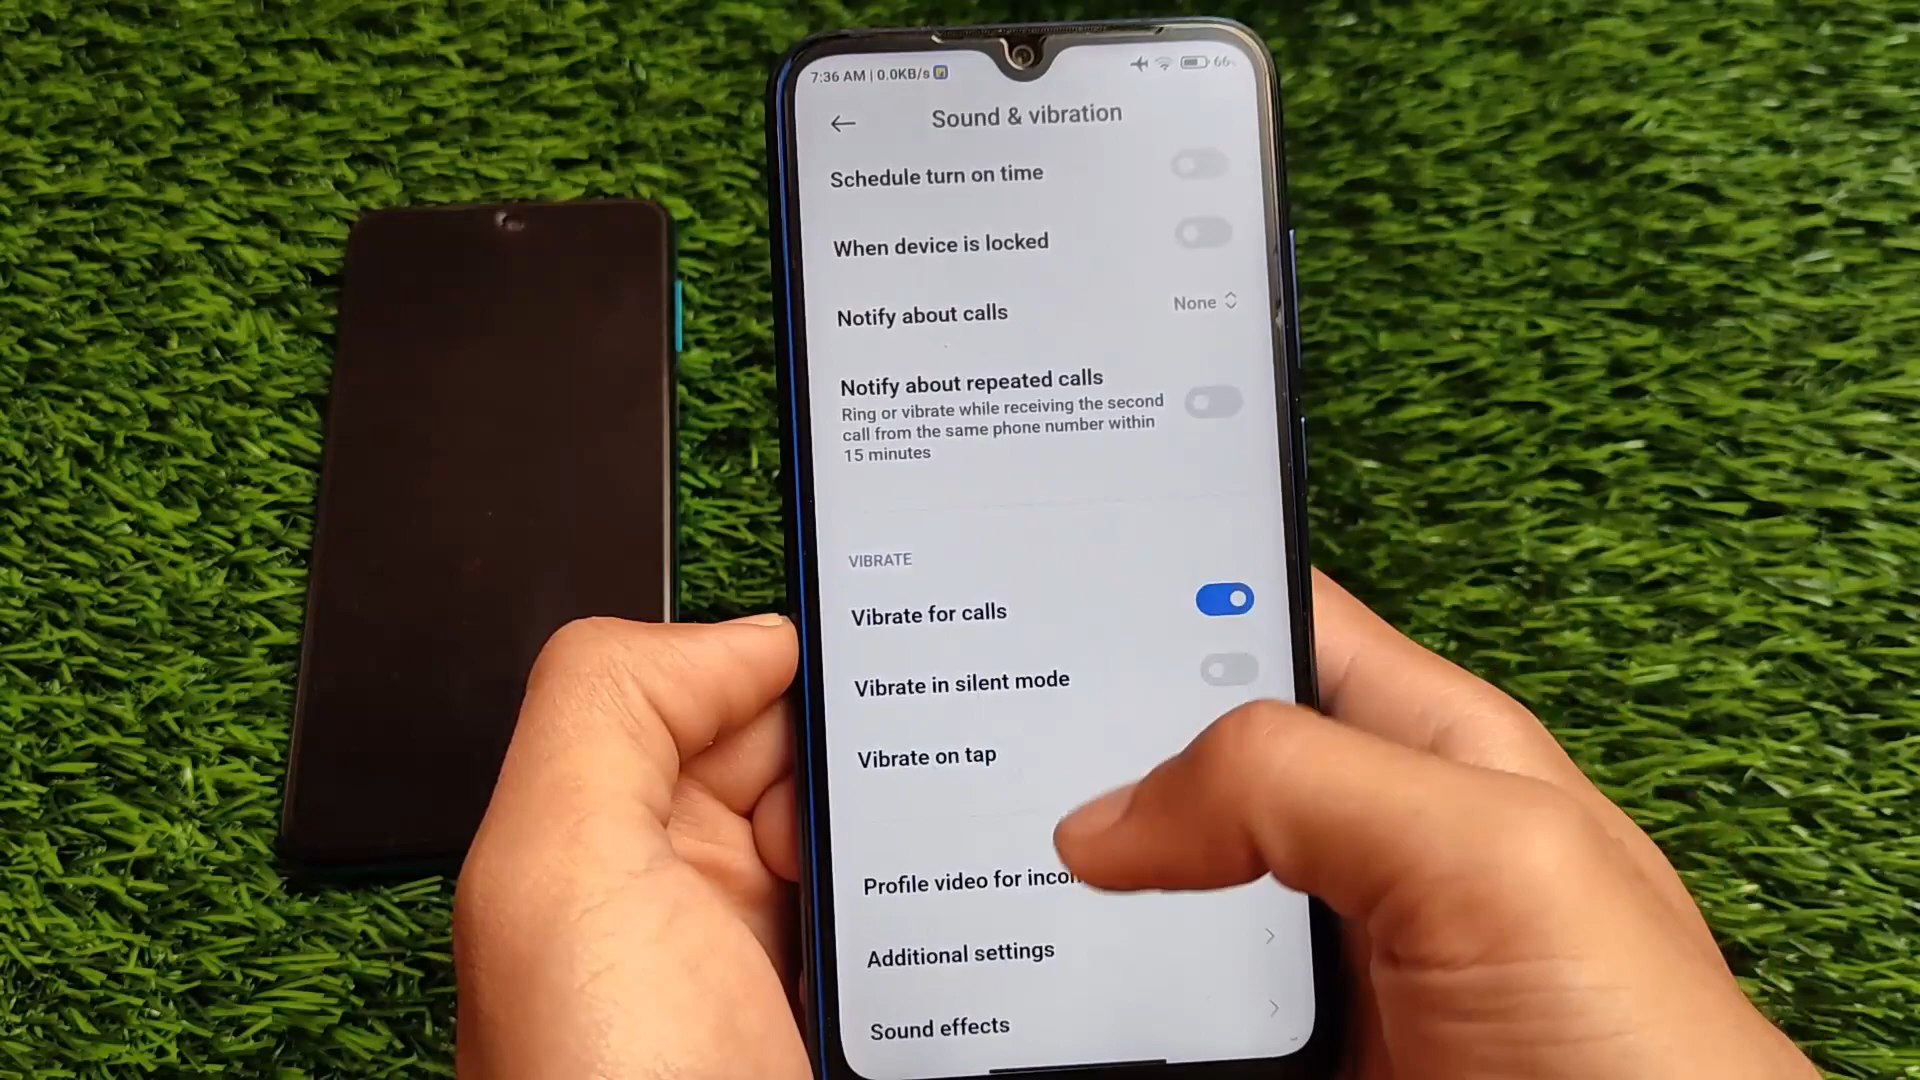 7:36 AM | 0.0KB/s
66
Sound & vibration
Schedule turn on time
When device is locked
Notify about calls
None
Notify about repeated calls
Ring or vibrate while receiving the second
call from the same phone number within
15 minutes
VIBRATE
Vibrate for calls
Vibrate in silent mode
Vibrate on tap
Profile video for
Additional settings
Sound effects